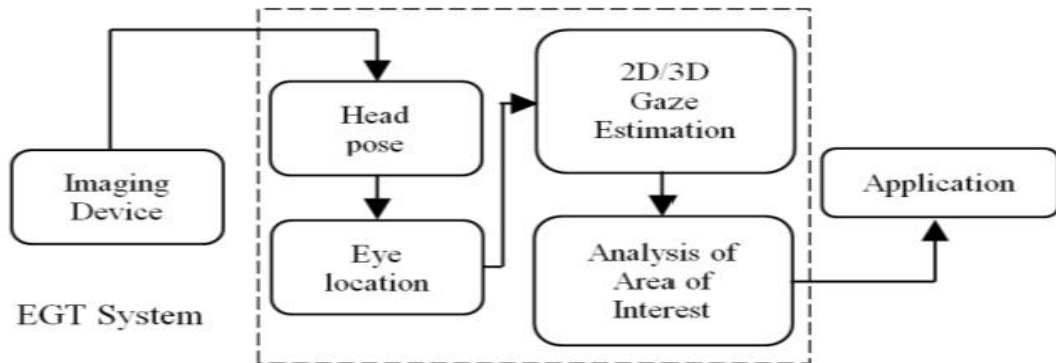 Imaging
Device
EGT System
Head
pose
Eye
location
2D/3D
Gaze
Estimation
Analysis of
Area of
Interest
Application